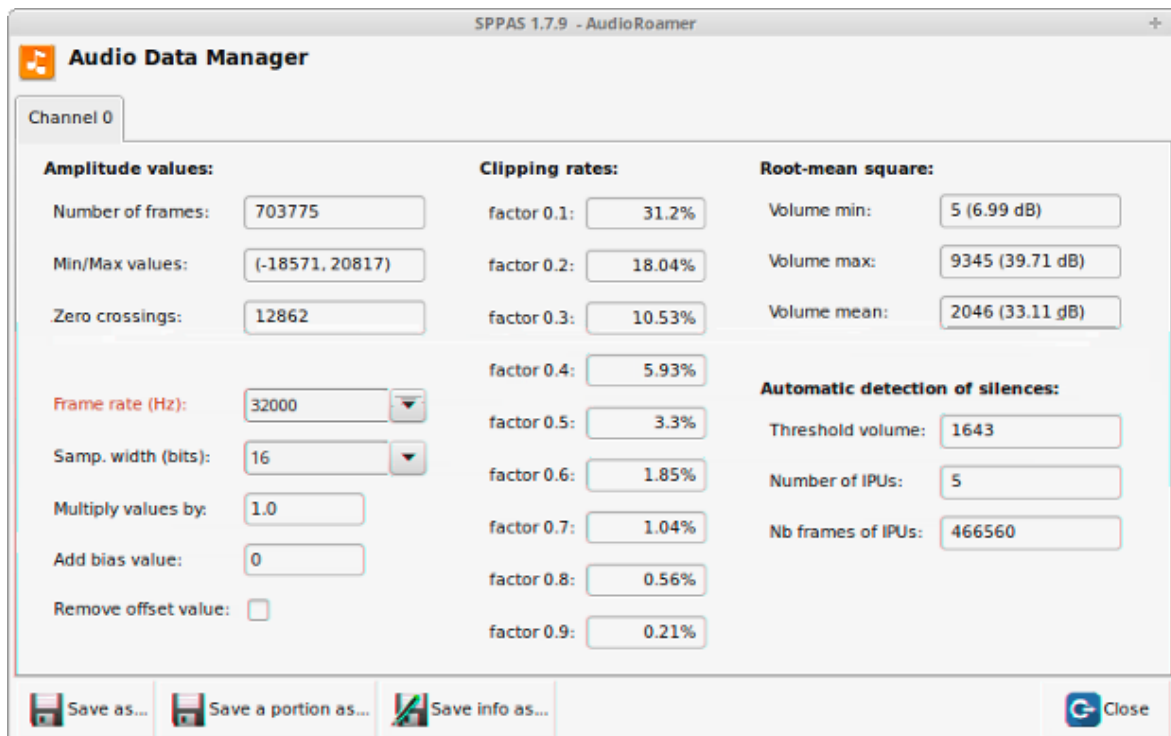 SPPAS 1.7.9 - AudioRoamer
Audio Data Manager
Channel 0
Amplitude values:
Number of frames: 703775
Min/Max values: (-18571, 20817)
Zero crossings: 12862
Frame rate (Hz): 32000
Samp. width (bits): 16
Multiply values by: 1.0
Add bias value: 0
Remove offset value:
Clipping rates:
factor 0.1: 31.2%
factor 0.2: 18.04%
factor 0.3: 10.53%
factor 0.4: 5.93%
factor 0.5: 3.3%
factor 0.6: 1.85%
factor 0.7: 1.04%
factor 0.8: 0.56%
factor 0.9: 0.21%
Root-mean square:
Volume min: 5 (6.99 dB)
Volume max: 9345 (39.71 dB)
Volume mean: 2046 (33.11 dB)
Automatic detection of silences:
Threshold volume: 1643
Number of IPUs: 5
Nb frames of IPUs: 466560
Save as...
Save a portion as...
Save info as...
Close